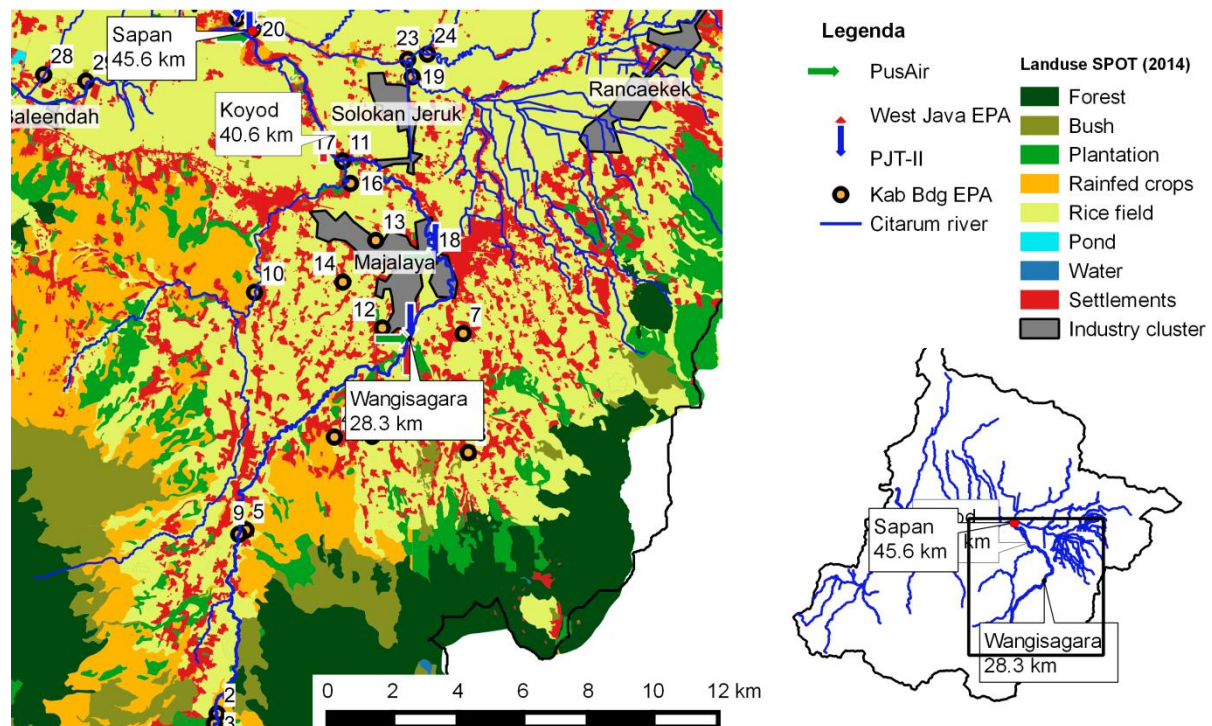 20
Sapan
45.6 km
23
24
28
29
19
Rancaekek
Baleendah
Koyod
40.6 km
Solokan Jeruk
17
11
16
13
18
14
Majalaya
10
12
7
Wangisagara
28.3 km
9
5
2
3
0 2 4 6 8 10 12 km
Legenda
PusAir
West Java EPA
PJT-II
Kab Bdg EPA
Citarum river
Landuse SPOT (2014)
Forest
Bush
Plantation
Rainfed crops
Rice field
Pond
Water
Settlements
Industry cluster
Sapan
45.6 km
km
Wangisagara
28.3 km